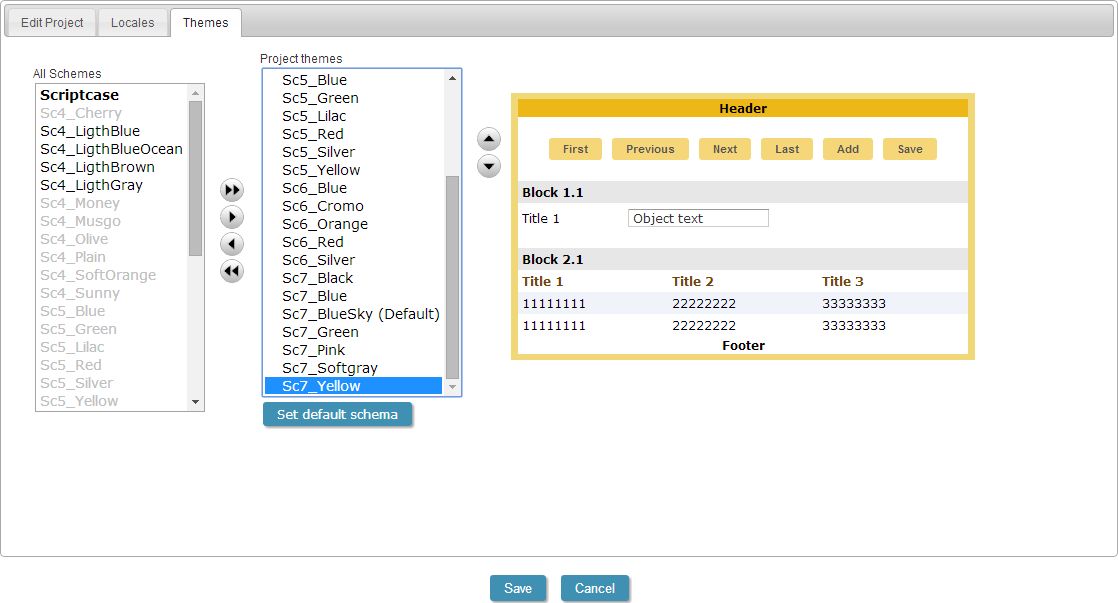 Edit Project Locales Themes
All Schemes
Scriptcase
Sc4_Cherry
Sc4_LigthBlue
Sc4_LigthBlueOcean
Sc4_LigthBrown
Sc4_LigthGray
Sc4_Money
Sc4_Musgo
Sc4_Olive
Sc4_Plain
Sc4_SoftOrange
Sc4_Sunny
Sc5_Blue
Sc5_Green
Sc5_Lilac
Sc5_Red
Sc5_Silver
Sc5_Yellow
Project themes
Sc5_Blue
Sc5_Green
Sc5_Lilac
Sc5_Red
Sc5_Silver
Sc5_Yellow
Sc6_Blue
Sc6_Cromo
Sc6_Orange
Sc6_Red
Sc6_Silver
Sc7_Black
Sc7_Blue
Sc7_BlueSky (Default)
Sc7_Green
Sc7_Pink
Sc7_Softgray
Sc7_Yellow
Set default schema
Header
First Previous Next Last Add Save
Block 1.1
Title 1 Object text
Block 2.1
Title 1 Title 2 Title 3
11111111 22222222 33333333
11111111 22222222 33333333
Footer
Save Cancel